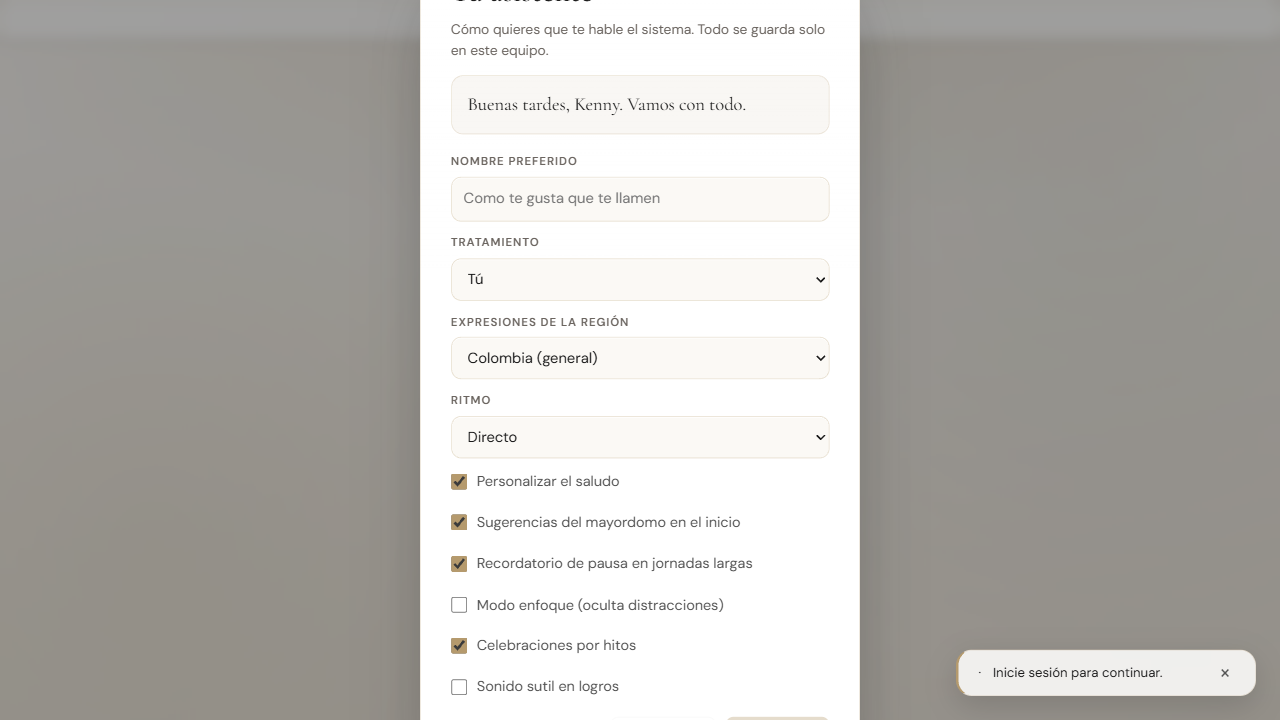 Cómo quieres que te hable el sistema. Todo se guarda solo
en este equipo.
Buenas tardes, Kenny. Vamos con todo.
NOMBRE PREFERIDO
Como te gusta que te llamen
TRATAMIENTO
Tú
EXPRESIONES DE LA REGIÓN
Colombia (general)
RITMO
Directo
Personalizar el saludo
Sugerencias del mayordomo en el inicio
Recordatorio de pausa en jornadas largas
Modo enfoque (oculta distracciones)
Celebraciones por hitos
Sonido sutil en logros
· Inicie sesión para continuar. ×